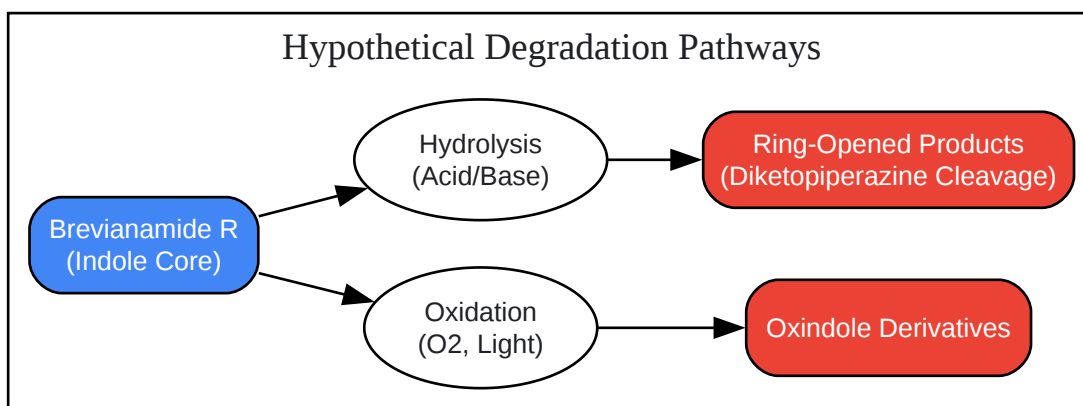 Hypothetical Degradation Pathways
Hydrolysis
(Acid/Base)
Ring-Opened Products
(Diketopiperazine Cleavage)
Brevianamide R
(Indole Core)
Oxidation
(O2, Light)
Oxindole Derivatives